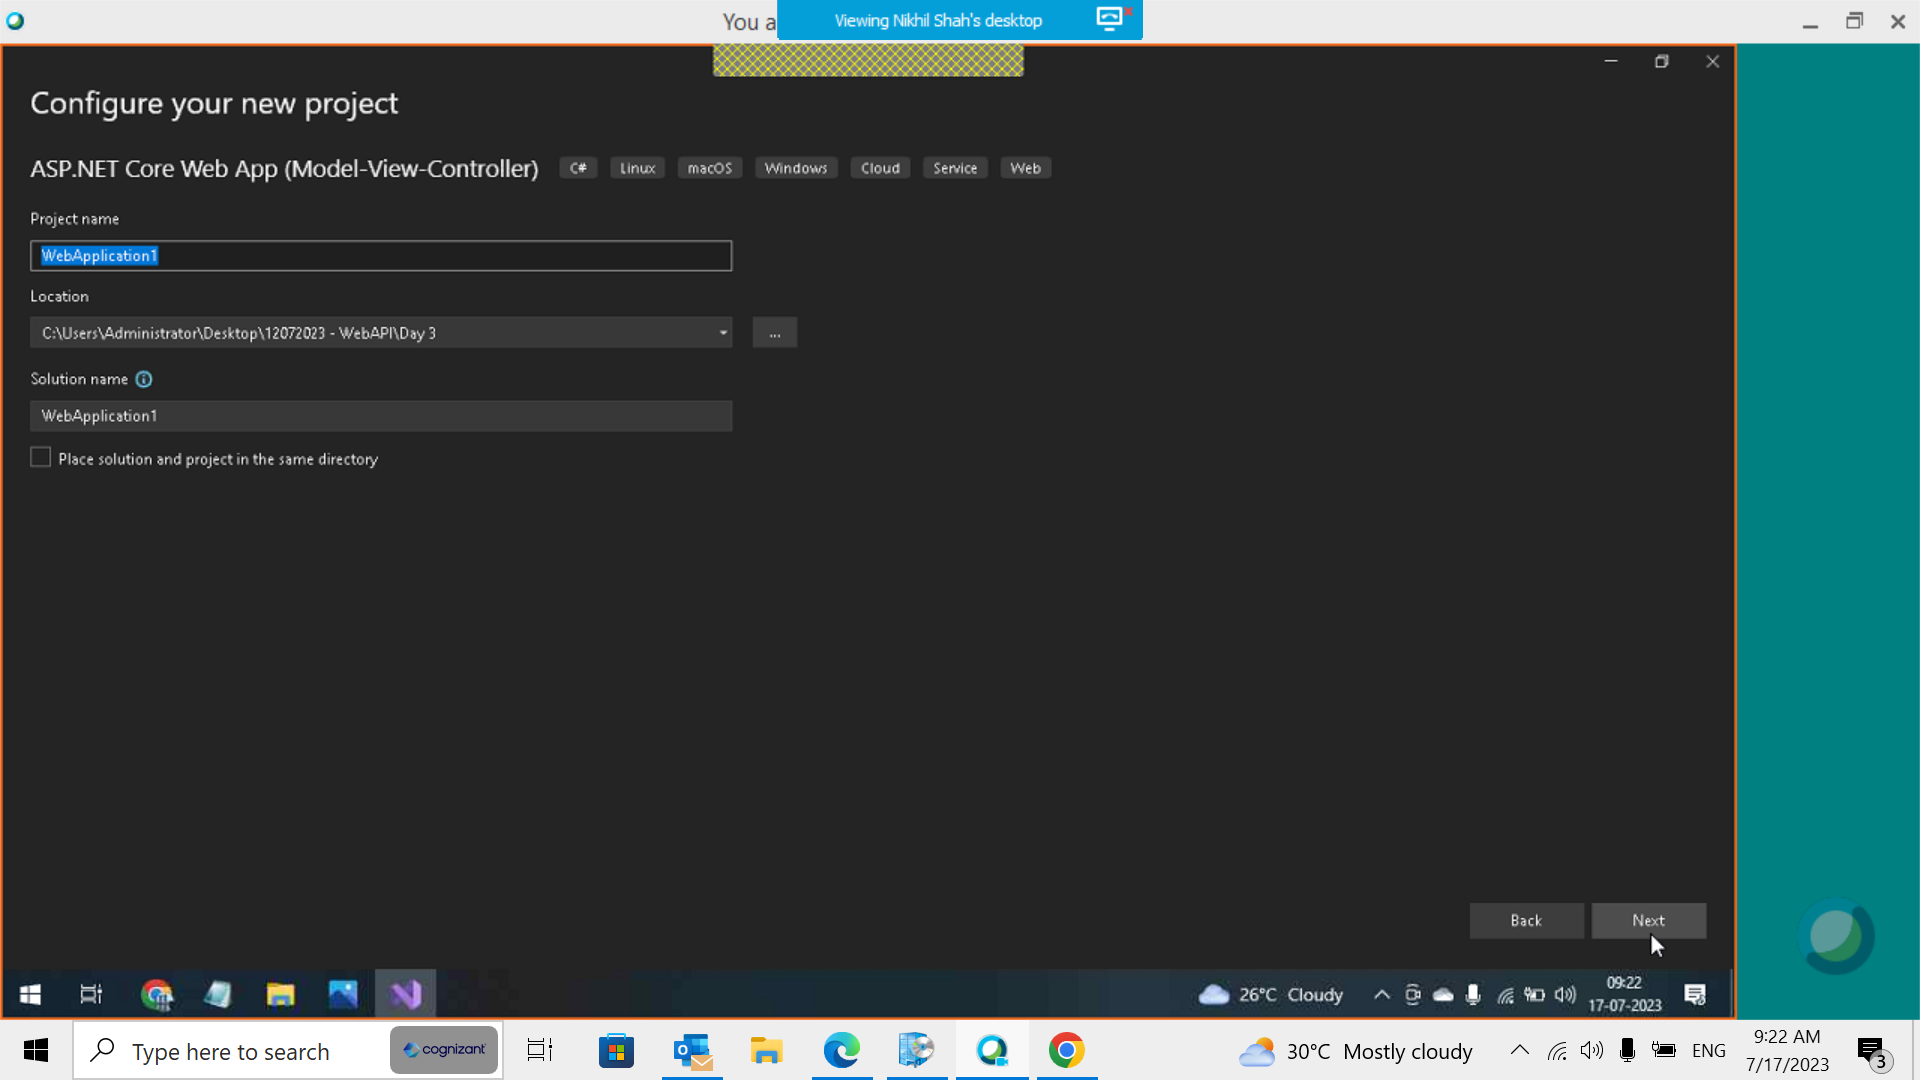 You a
Viewing Nikhil Shah's desktop
Configure your new project
ASP.NET Core Web App (Model-View-Controller) C# Linux macOS Windows Cloud Service Web
Project name
WebApplication1
Location
C:\Users\Administrator\Desktop\12072023 - WebAPI\Day 3
...
Solution name
WebApplication1
Place solution and project in the same directory
Back Next
26°C Cloudy
09:22
17-07-2023
Type here to search
cognizant
30°C Mostly cloudy
ENG
9:22 AM
7/17/2023
3